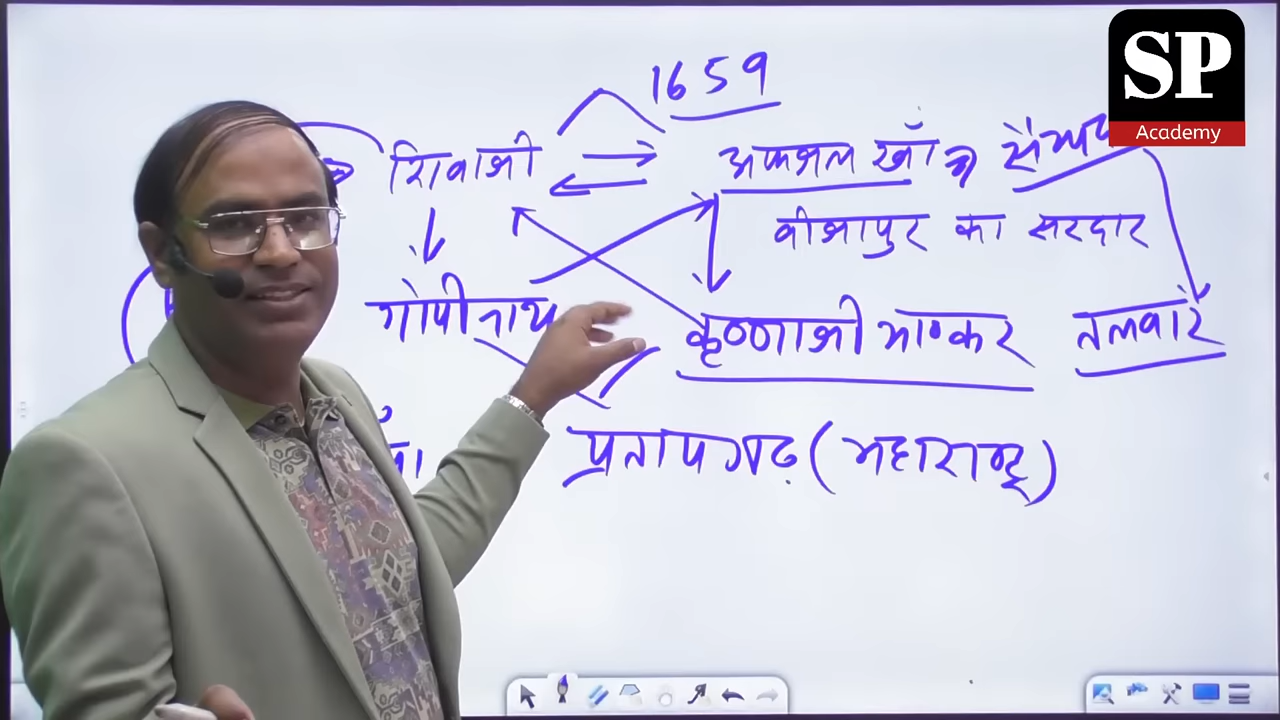 SP
Academy
1659
शिवाजी अफजल खाँ
बीजापुर का सरदार
गोपीनाथ कृष्णाजी भाष्कर तलवारें
प्रतापगढ़ (महाराष्ट्र)